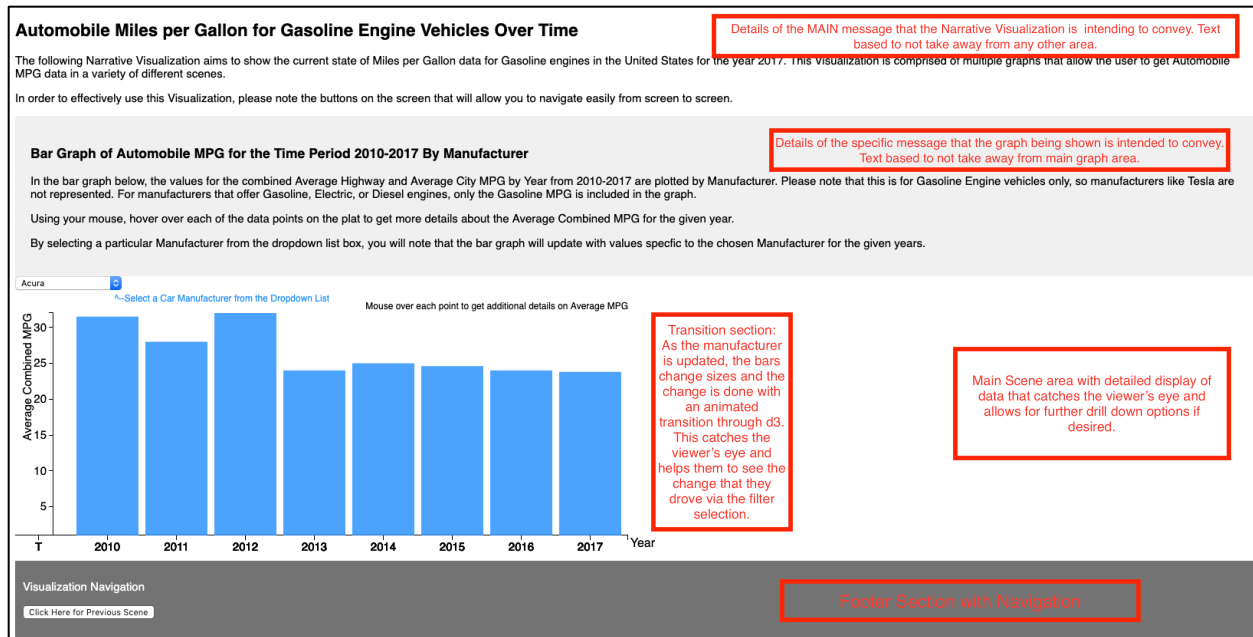 Automobile Miles per Gallon for Gasoline Engine Vehicles Over Time
Details of the MAIN message that the Narrative Visualization is intending to convey. Text
based to not take away from any other area.
The following Narrative Visualization aims to show the current state of Miles per Gallon data for Gasoline engines in the United States for the year 2017. This Visualization is comprised of multiple graphs that allow the user to get Automobile
MPG data in a variety of different scenes.
In order to effectively use this Visualization, please note the buttons on the screen that will allow you to navigate easily from screen to screen.
Details of the specific message that the graph being shown is intended to convey.
Text based to not take away from main graph area.
Bar Graph of Automobile MPG for the Time Period 2010-2017 By Manufacturer
In the bar graph below, the values for the combined Average Highway and Average City MPG by Year from 2010-2017 are plotted by Manufacturer. Please note that this is for Gasoline Engine vehicles only, so manufacturers like Tesla are
not represented. For manufacturers that offer Gasoline, Electric, or Diesel engines, only the Gasoline MPG is included in the graph.
Using your mouse, hover over each of the data points on the plat to get more details about the Average Combined MPG for the given year.
By selecting a particular Manufacturer from the dropdown list box, you will note that the bar graph will update with values specfic to the chosen Manufacturer for the given years.
Acura
^--Select a Car Manufacturer from the Dropdown List
Mouse over each point to get additional details on Average MPG
Average Combined MPG
30
25
20
15
10
5
T 2010 2011 2012 2013 2014 2015 2016 2017 Year
Transition section:
As the manufacturer
is updated, the bars
change sizes and the
change is done with
an animated
transition through d3.
This catches the
viewer's eye and
helps them to see the
change that they
drove via the filter
selection.
Main Scene area with detailed display of
data that catches the viewer's eye and
allows for further drill down options if
desired.
Visualization Navigation
Click Here for Previous Scene
Footer Section with Navigation